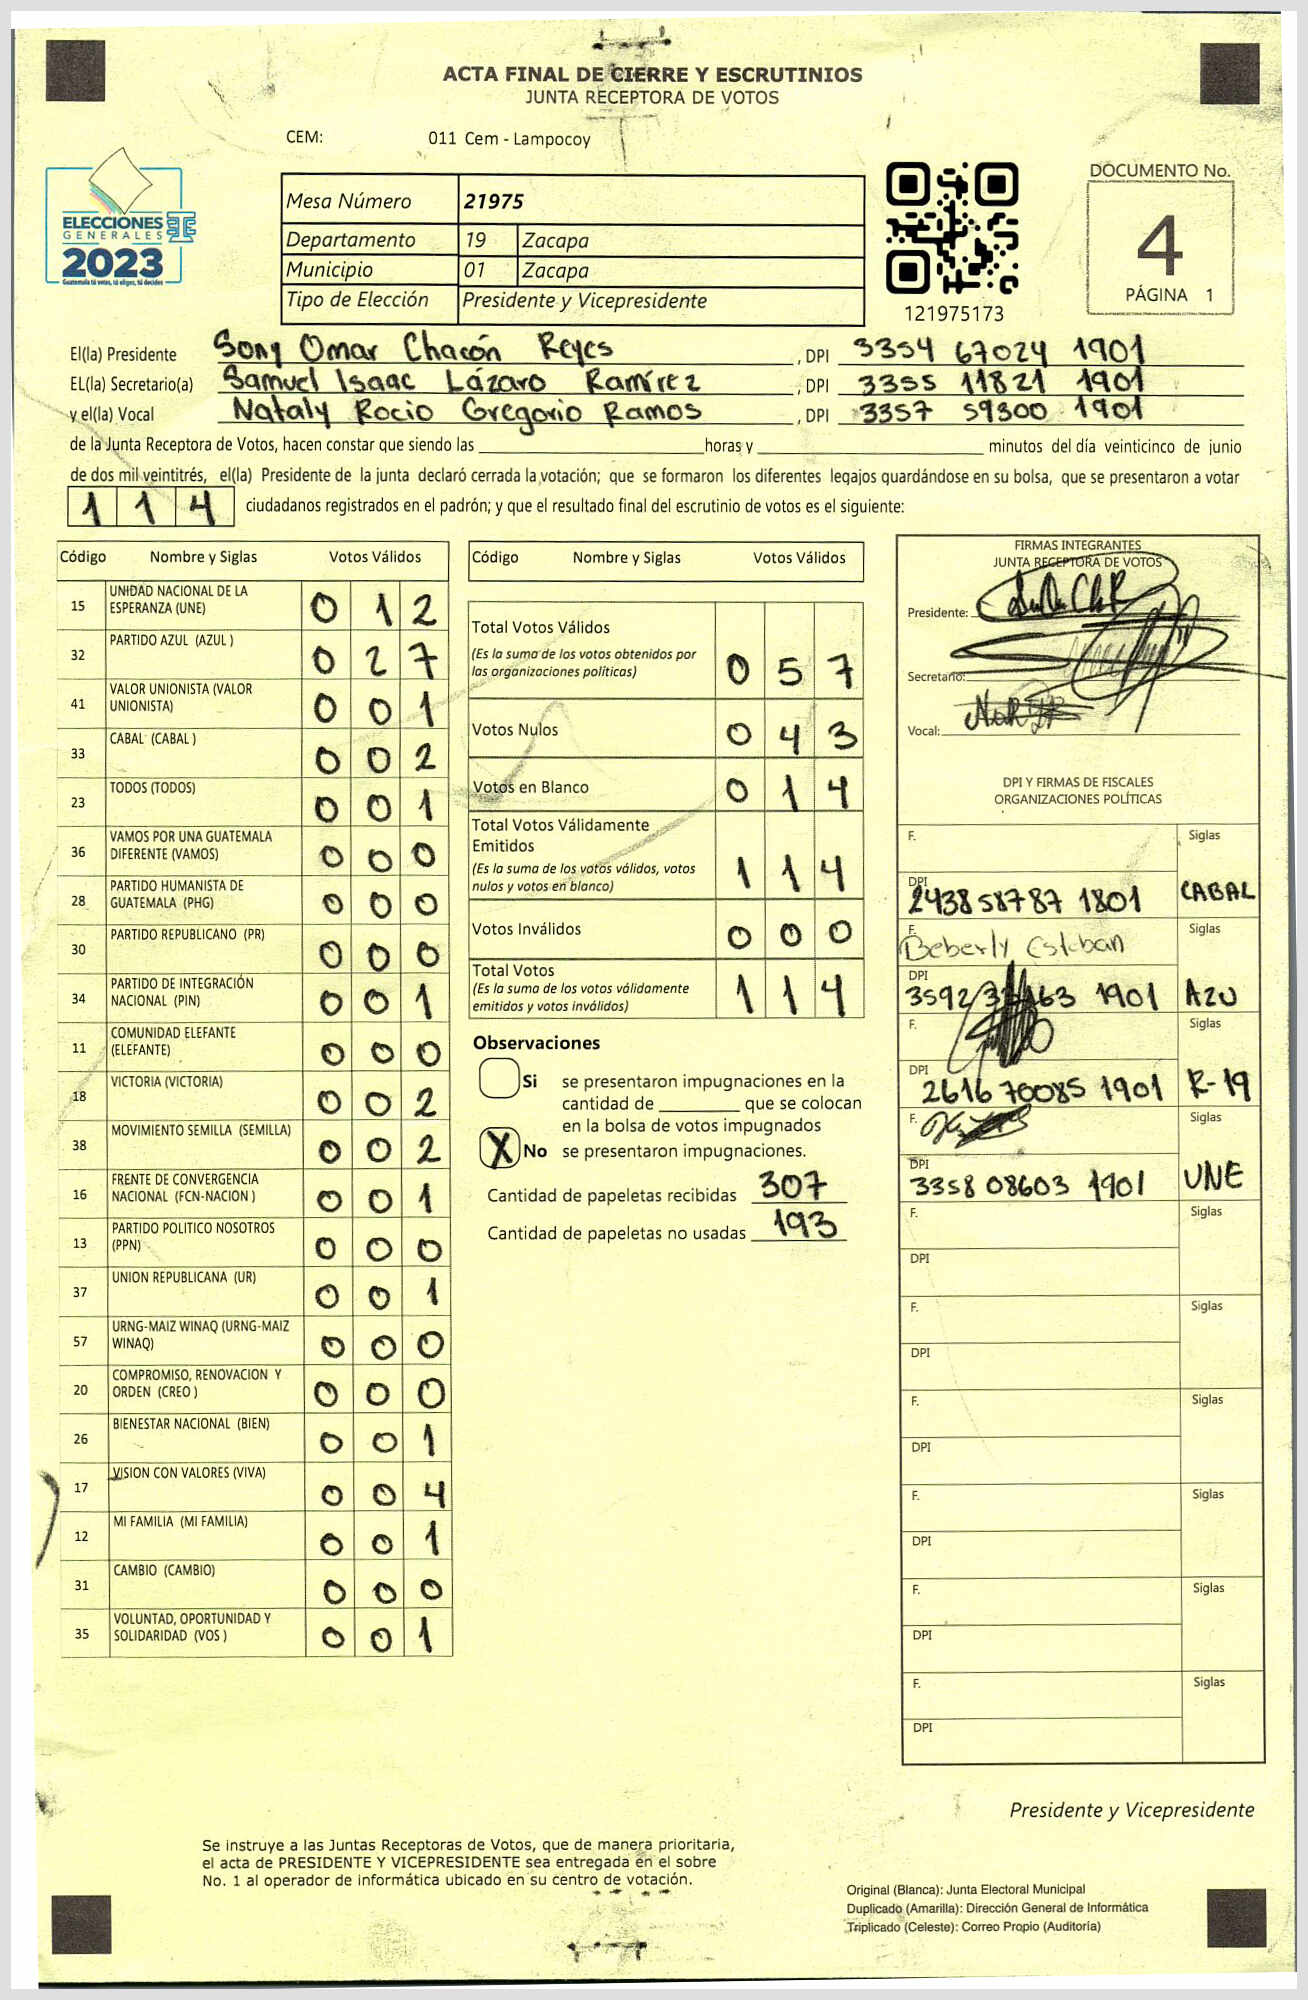 ACTA FINAL DE CIERRE Y ESCRUTINIOS
JUNTA RECEPTORA DE VOTOS
CEM: 011 Cem - Lampocoy
ELECCIONES
GENERALES
2023
Guatemala tú votas, tú eliges, tú decides
Mesa Número 21975
Departamento 19 Zacapa
Municipio 01 Zacapa
Tipo de Elección Presidente y Vicepresidente
121975173
DOCUMENTO No.
4
PÁGINA 1
El(la) Presidente Sony Omar Chacón Reyes, DPI 3354 67024 1901
EL(la) Secretario(a) Samuel Isaac Lázaro Ramírez, DPI 3355 11821 1901
y el(la) Vocal Nataly Rocio Gregorio Ramos, DPI 3357 59300 1901
de la Junta Receptora de Votos, hacen constar que siendo las ____ horas y ____ minutos del día veinticinco de junio
de dos mil veintitrés, el(la) Presidente de la junta declaró cerrada la votación; que se formaron los diferentes legajos guardándose en su bolsa, que se presentaron a votar
114 ciudadanos registrados en el padrón; y que el resultado final del escrutinio de votos es el siguiente:
Código Nombre y Siglas Votos Válidos
15 UNIDAD NACIONAL DE LA ESPERANZA (UNE) 0 1 2
32 PARTIDO AZUL (AZUL ) 0 2 7
41 VALOR UNIONISTA (VALOR UNIONISTA) 0 0 1
33 CABAL (CABAL ) 0 0 2
23 TODOS (TODOS) 0 0 1
36 VAMOS POR UNA GUATEMALA DIFERENTE (VAMOS) 0 0 0
28 PARTIDO HUMANISTA DE GUATEMALA (PHG) 0 0 0
30 PARTIDO REPUBLICANO (PR) 0 0 0
34 PARTIDO DE INTEGRACIÓN NACIONAL (PIN) 0 0 1
11 COMUNIDAD ELEFANTE (ELEFANTE) 0 0 0
18 VICTORIA (VICTORIA) 0 0 2
38 MOVIMIENTO SEMILLA (SEMILLA) 0 0 2
16 FRENTE DE CONVERGENCIA NACIONAL (FCN-NACION ) 0 0 1
13 PARTIDO POLITICO NOSOTROS (PPN) 0 0 0
37 UNION REPUBLICANA (UR) 0 0 1
57 URNG-MAIZ WINAQ (URNG-MAIZ WINAQ) 0 0 0
20 COMPROMISO, RENOVACION Y ORDEN (CREO ) 0 0 0
26 BIENESTAR NACIONAL (BIEN) 0 0 1
17 VISION CON VALORES (VIVA) 0 0 4
12 MI FAMILIA (MI FAMILIA) 0 0 1
31 CAMBIO (CAMBIO) 0 0 0
35 VOLUNTAD, OPORTUNIDAD Y SOLIDARIDAD (VOS ) 0 0 1
Código Nombre y Siglas Votos Válidos
Total Votos Válidos
(Es la suma de los votos obtenidos por
las organizaciones políticas) 0 5 7
Votos Nulos 0 4 3
Votos en Blanco 0 1 4
Total Votos Válidamente
Emitidos
(Es la suma de los votos válidos, votos
nulos y votos en blanco) 1 1 4
Votos Inválidos 0 0 0
Total Votos
(Es la suma de los votos válidamente
emitidos y votos inválidos) 1 1 4
Observaciones
Si se presentaron impugnaciones en la
cantidad de ____ que se colocan
en la bolsa de votos impugnados
X No se presentaron impugnaciones.
Cantidad de papeletas recibidas 307
Cantidad de papeletas no usadas 193
FIRMAS INTEGRANTES
JUNTA RECEPTORA DE VOTOS
Presidente:
Secretario:
Vocal:
DPI Y FIRMAS DE FISCALES
ORGANIZACIONES POLÍTICAS
F. Siglas
DPI 2438 58787 1801 CABAL
F. Beberly Esteban Siglas
DPI 3592 1901 AZU
F. Siglas
DPI 2616 70085 1901 R-19
F. Siglas
DPI 3358 08603 1901 UNE
F. Siglas
DPI
F. Siglas
DPI
F. Siglas
DPI
F. Siglas
DPI
F. Siglas
DPI
F. Siglas
DPI
Presidente y Vicepresidente
Se instruye a las Juntas Receptoras de Votos, que de manera prioritaria,
el acta de PRESIDENTE Y VICEPRESIDENTE sea entregada en el sobre
No. 1 al operador de informática ubicado en su centro de votación.
Original (Blanca): Junta Electoral Municipal
Duplicado (Amarilla): Dirección General de Informática
Triplicado (Celeste): Correo Propio (Auditoría)